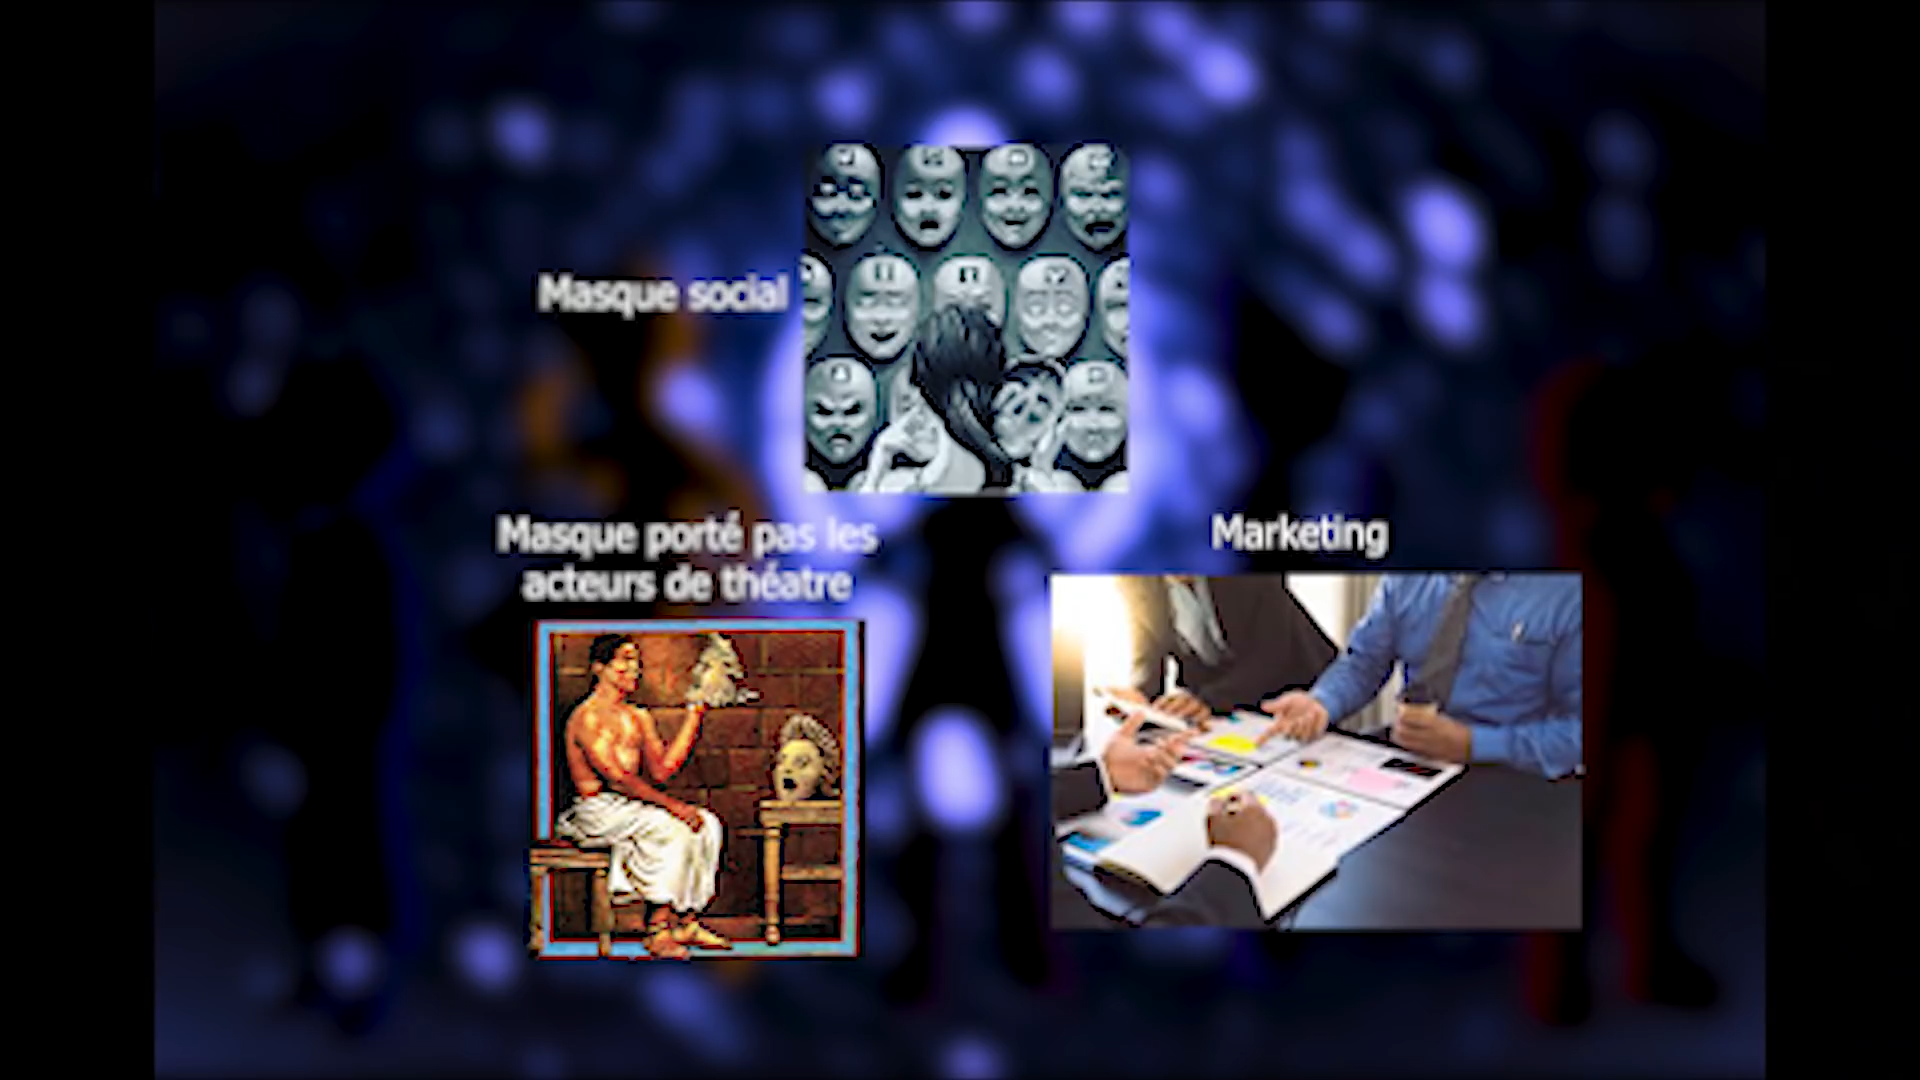 Masque social
Masque porté pas les
acteurs de théatre
Marketing